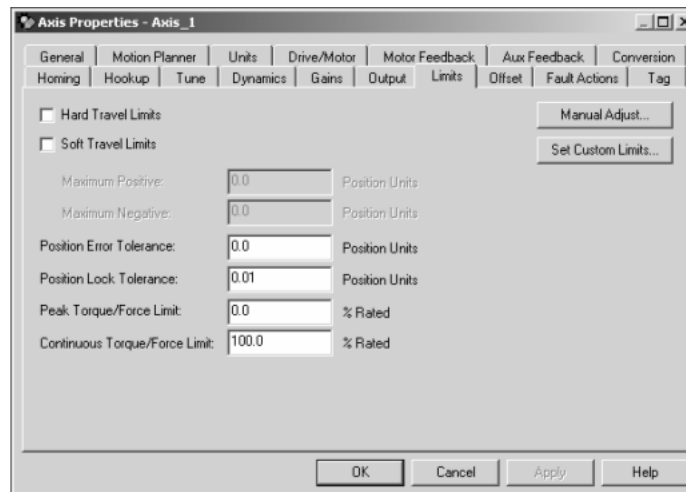 Axis Properties - Axis_1
General Motion Planner Units Drive/Motor Motor Feedback Aux Feedback Conversion
Homing Hookup Tune Dynamics Gains Output Limits Offset Fault Actions Tag
Hard Travel Limits
Manual Adjust...
Soft Travel Limits
Set Custom Limits...
Maximum Positive: 0.0 Position Units
Maximum Negative: 0.0 Position Units
Position Error Tolerance: 0.0 Position Units
Position Lock Tolerance: 0.01 Position Units
Peak Torque/Force Limit: 0.0 % Rated
Continuous Torque/Force Limit: 100.0 % Rated
OK Cancel Apply Help